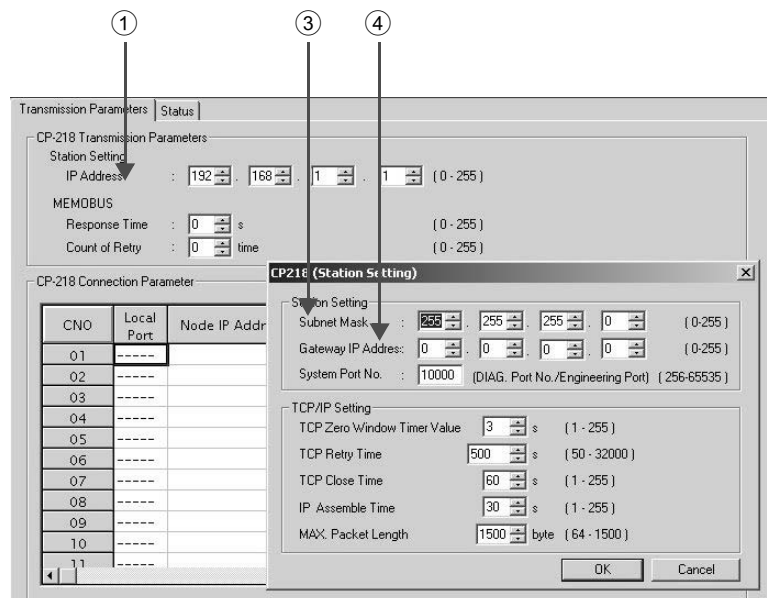 ① ③ ④
Transmission Parameters Status
CP-218 Transmission Parameters
Station Setting
IP Address : 192 . 168 . 1 . 1 ( 0 - 255 )
MEMOBUS
Response Time : 0 s ( 0 - 255 )
Count of Retry : 0 time ( 0 - 255 )
CP-218 Connection Parameter
CNO Local Port Node IP Addr
01 -----
02 -----
03 -----
04 -----
05 -----
06 -----
07 -----
08 -----
09 -----
10 -----
11 -----
CP218 (Station Setting)
Station Setting
Subnet Mask : 255 . 255 . 255 . 0 ( 0-255 )
Gateway IP Addres: 0 . 0 . 0 . 0 ( 0-255 )
System Port No. : 10000 (DIAG. Port No./Engineering Port) ( 256-65535 )
TCP/IP Setting
TCP Zero Window Timer Value 3 s ( 1 - 255 )
TCP Retry Time 500 s ( 50 - 32000 )
TCP Close Time 60 s ( 1 - 255 )
IP Assemble Time 30 s ( 1 - 255 )
MAX. Packet Length 1500 byte ( 64 - 1500 )
OK Cancel